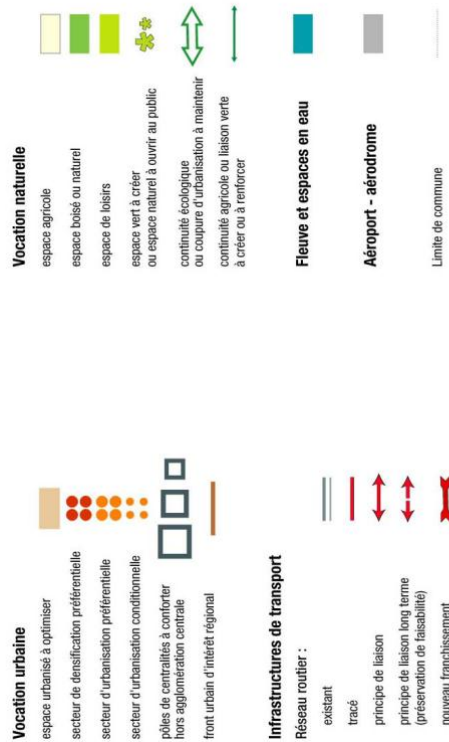 Vocation urbaine
espace urbanisé à optimiser
secteur de densification préférentielle
secteur d'urbanisation préférentielle
secteur d'urbanisation conditionnelle
pôles de centralités à conforter
hors agglomération centrale
front urbain d'intérêt régional
Infrastructures de transport
Réseau routier :
existant
tracé
principe de liaison
principe de liaison long terme
(préservation de faisabilité)
nouveau franchissement
Vocation naturelle
espace agricole
espace boisé ou naturel
espace de loisirs
espace vert à créer
ou espace naturel à ouvrir au public
continuité écologique
ou coupure d'urbanisation à maintenir
continuité agricole ou liaison verte
à créer ou à renforcer
Fleuve et espaces en eau
Aéroport - aérodrome
Limite de commune